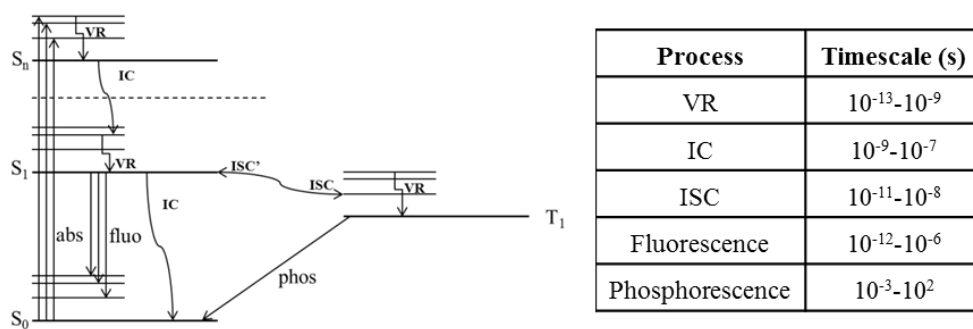 VR
Sₙ
IC
VR
S₁
ISC'
ISC
VR
IC
T₁
abs
fluo
phos
S₀
Process Timescale (s)
VR 10⁻¹³-10⁻⁹
IC 10⁻⁹-10⁻⁷
ISC 10⁻¹¹-10⁻⁸
Fluorescence 10⁻¹²-10⁻⁶
Phosphorescence 10⁻³-10²